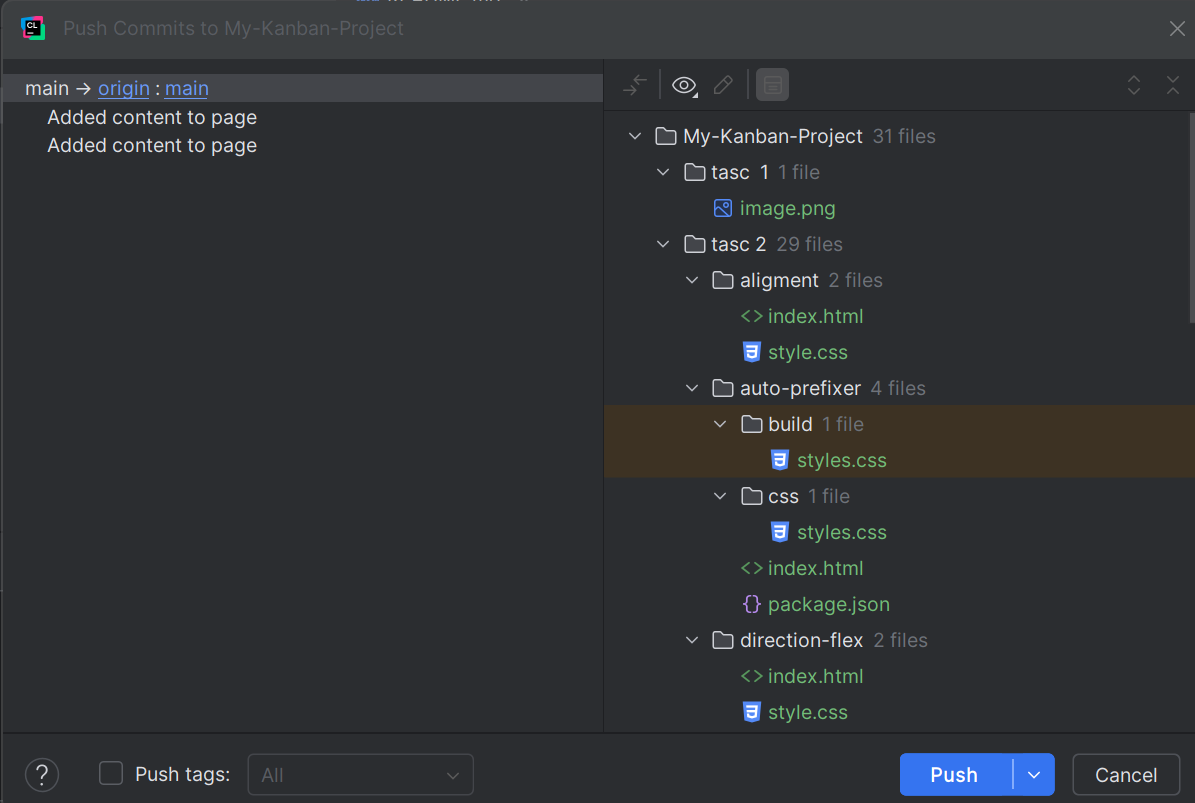 CL
Push Commits to My-Kanban-Project
main → origin : main
Added content to page
Added content to page
My-Kanban-Project 31 files
tasc 1 1 file
image.png
tasc 2 29 files
aligment 2 files
<>index.html
style.css
auto-prefixer 4 files
build 1 file
styles.css
css 1 file
styles.css
<>index.html
{} package.json
direction-flex 2 files
<>index.html
style.css
? Push tags: All
Push
Cancel